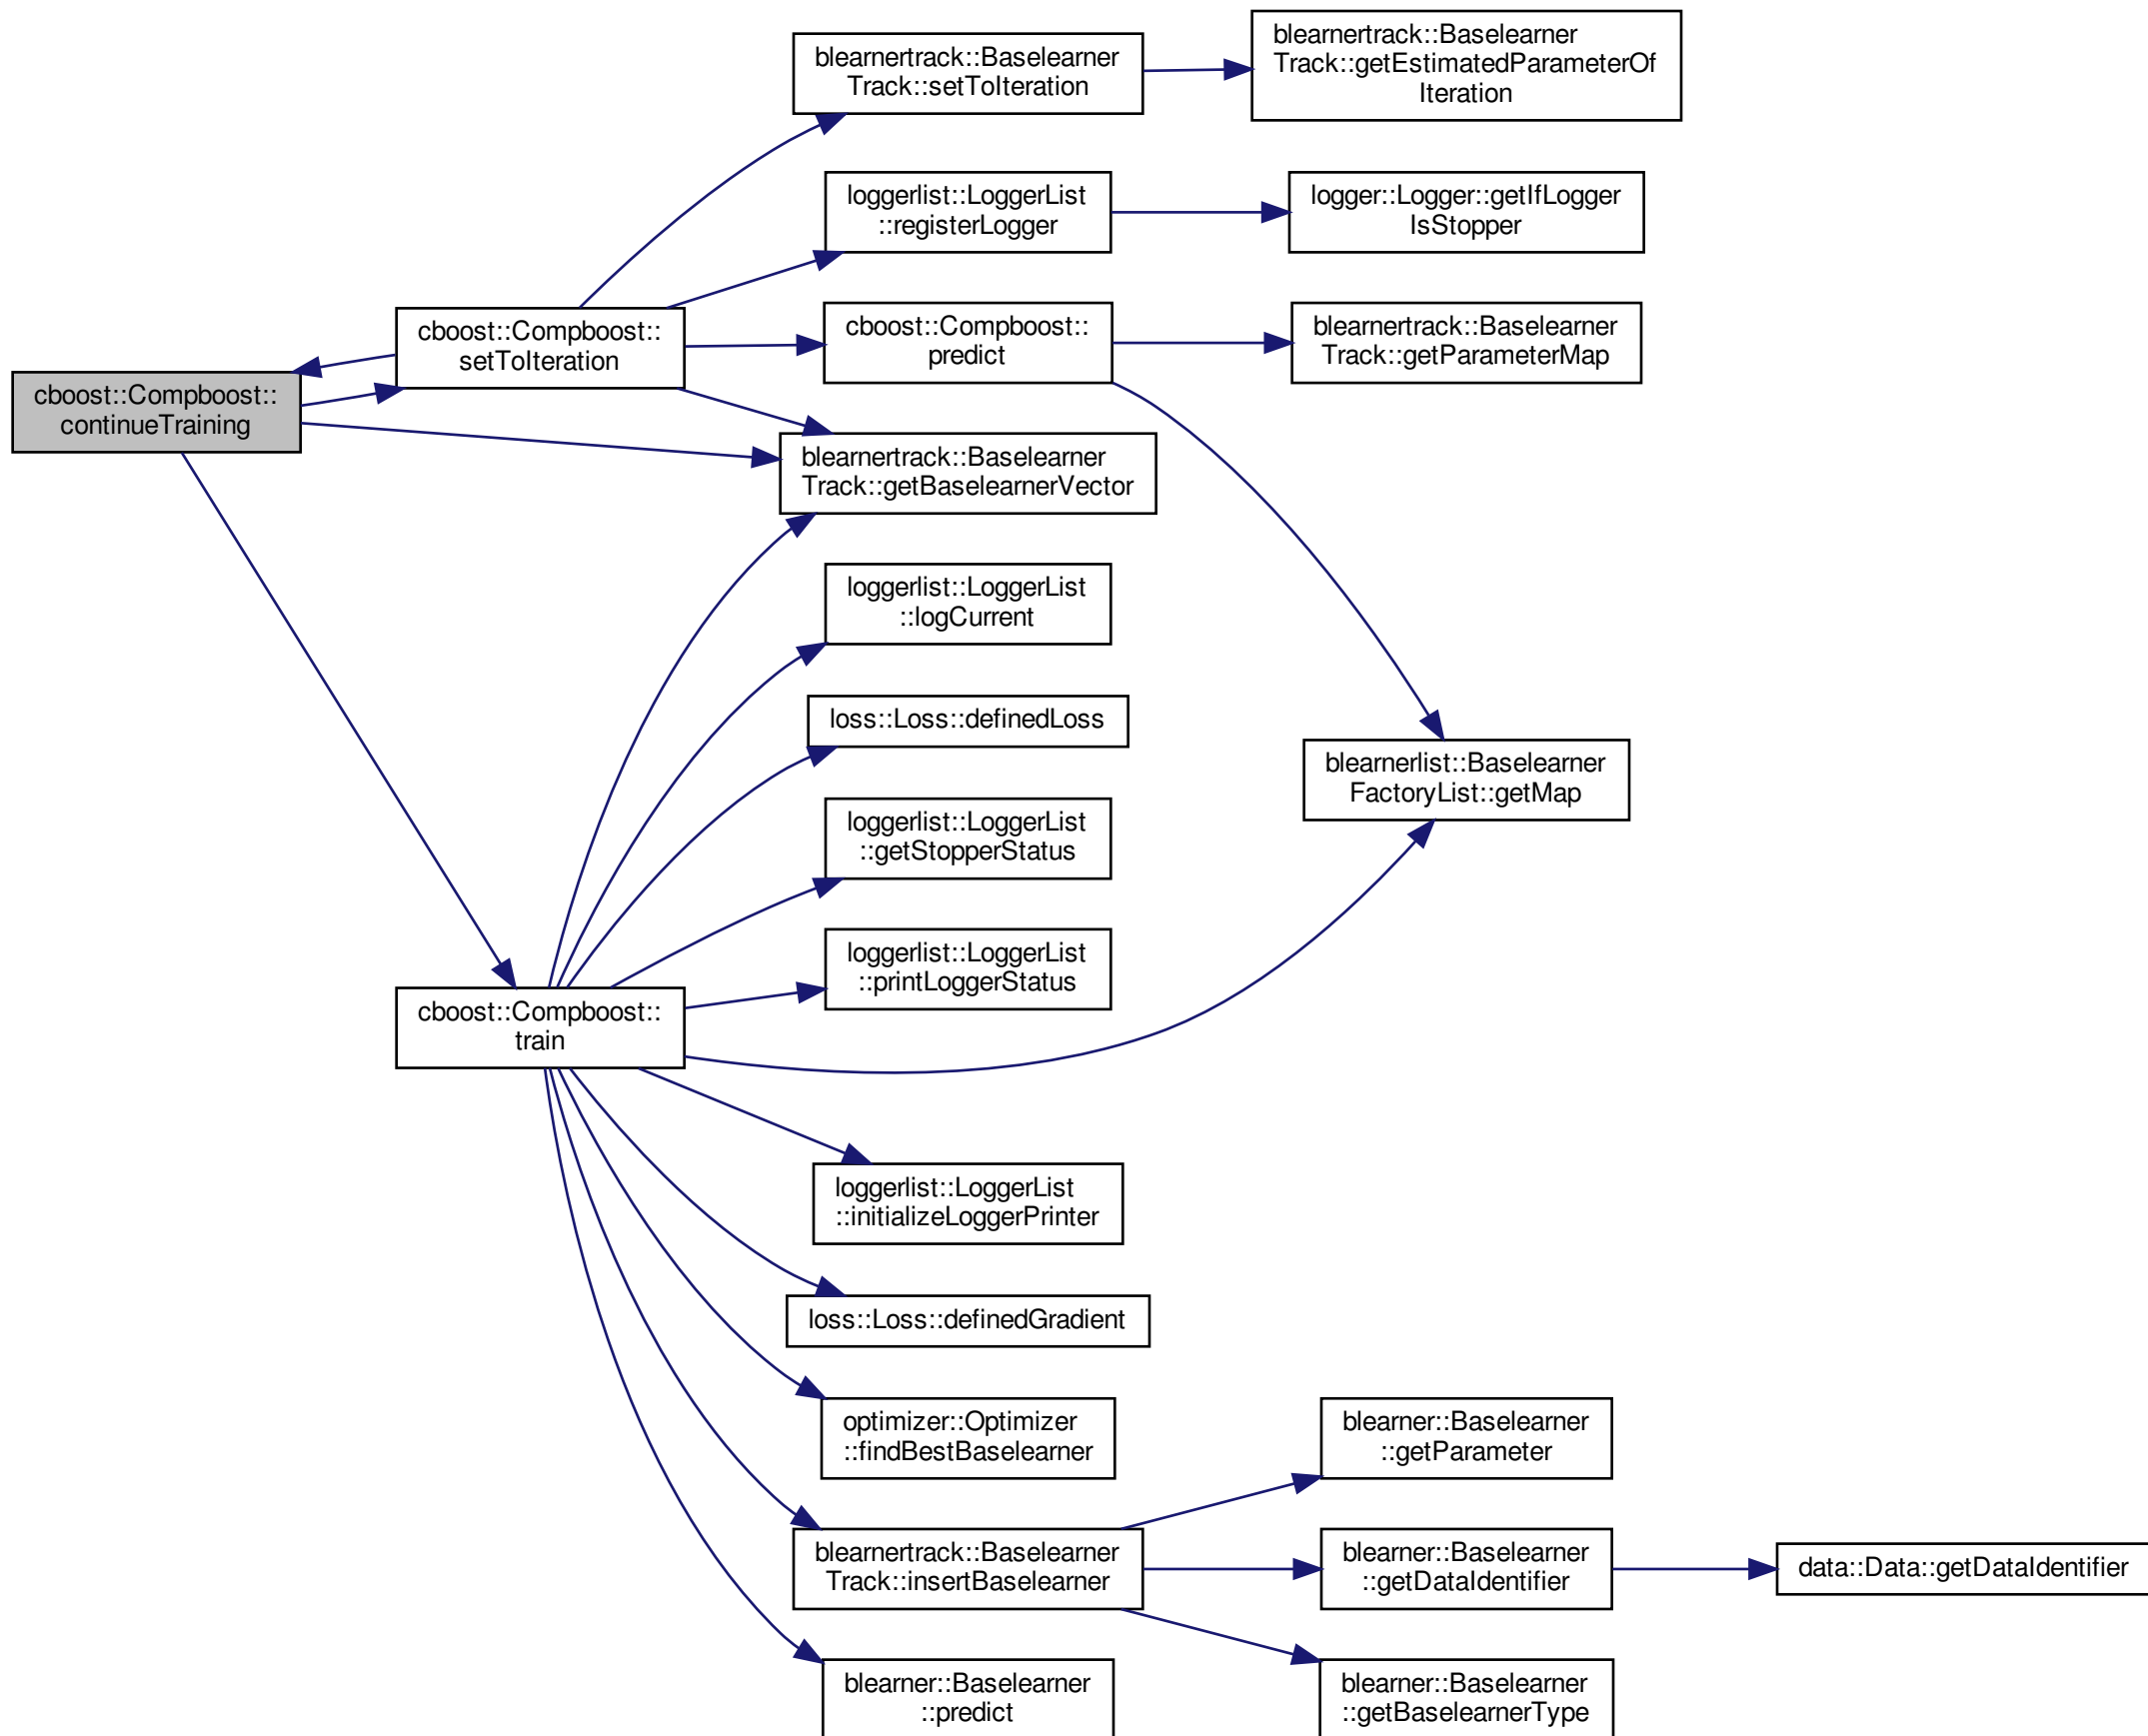 blearnertrack::Baselearner
Track::setToIteration
blearnertrack::Baselearner
Track::getEstimatedParameterOf
Iteration
loggerlist::LoggerList
::registerLogger
logger::Logger::getIfLogger
IsStopper
cboost::Compboost::
setToIteration
cboost::Compboost::
predict
blearnertrack::Baselearner
Track::getParameterMap
cboost::Compboost::
continueTraining
blearnertrack::Baselearner
Track::getBaselearnerVector
loggerlist::LoggerList
::logCurrent
loss::Loss::definedLoss
blearnerlist::Baselearner
FactoryList::getMap
loggerlist::LoggerList
::getStopperStatus
loggerlist::LoggerList
::printLoggerStatus
cboost::Compboost::
train
loggerlist::LoggerList
::initializeLoggerPrinter
loss::Loss::definedGradient
optimizer::Optimizer
::findBestBaselearner
blearner::Baselearner
::getParameter
blearnertrack::Baselearner
Track::insertBaselearner
blearner::Baselearner
::getDataIdentifier
data::Data::getDataIdentifier
blearner::Baselearner
::predict
blearner::Baselearner
::getBaselearnerType